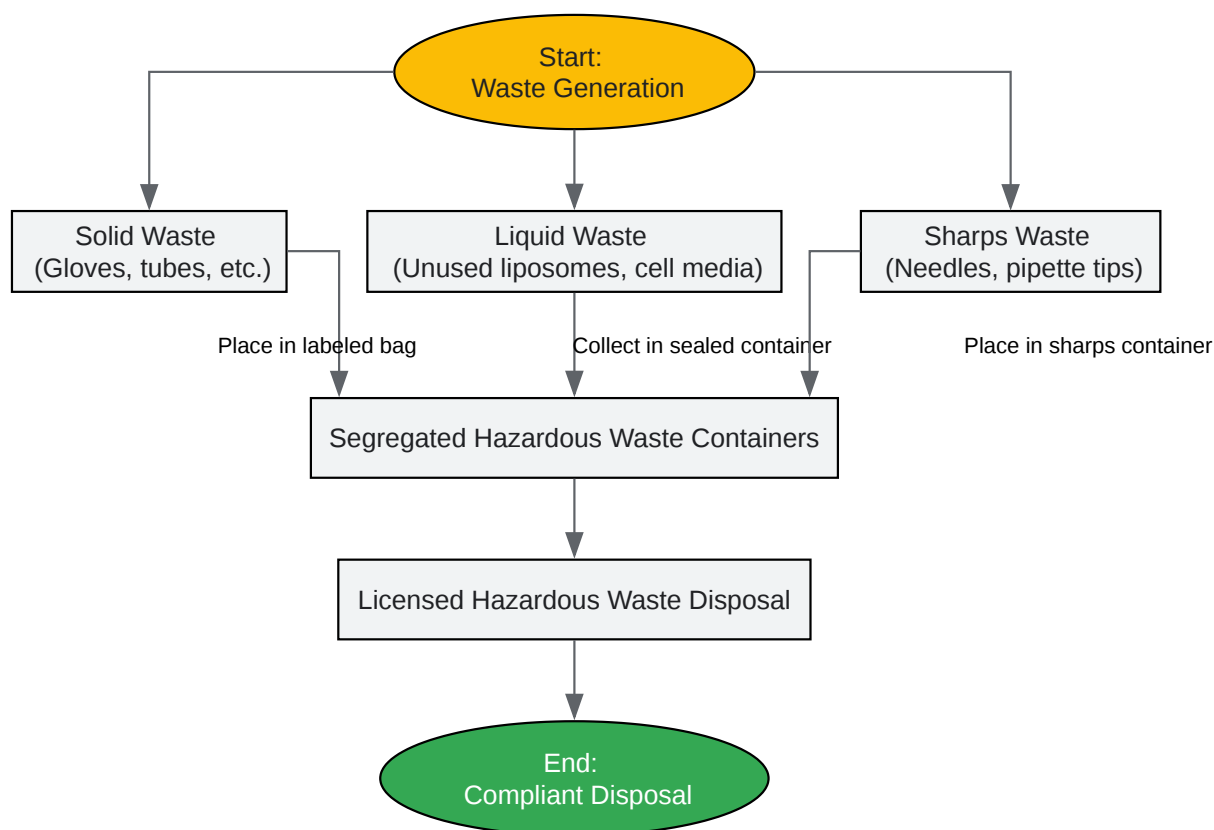 Start:
Waste Generation
Solid Waste
(Gloves, tubes, etc.)
Liquid Waste
(Unused liposomes, cell media)
Sharps Waste
(Needles, pipette tips)
Place in labeled bag
Collect in sealed container
Place in sharps container
Segregated Hazardous Waste Containers
Licensed Hazardous Waste Disposal
End:
Compliant Disposal